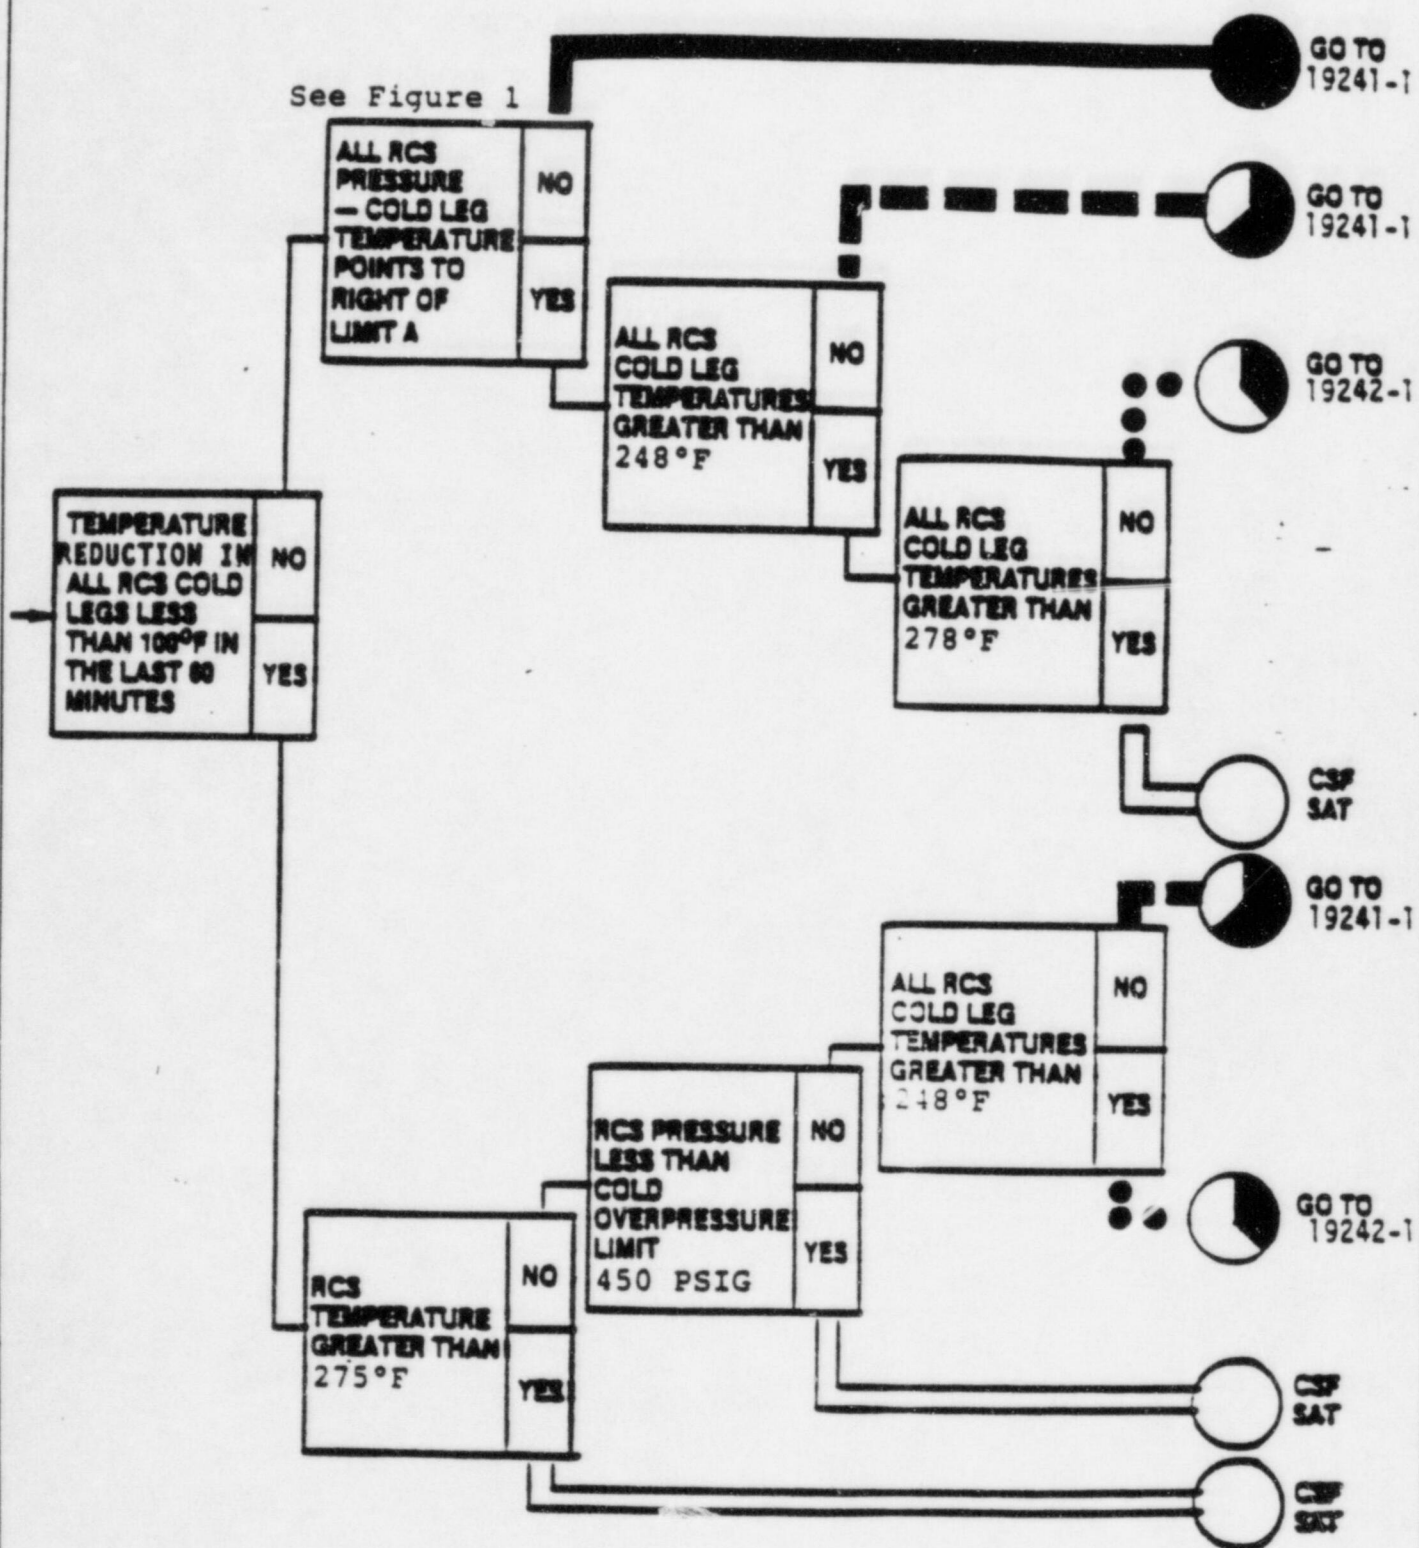 GO TO
19241-1
See Figure 1
ALL RCS
PRESSURE
— COLD LEG
TEMPERATURE
POINTS TO
RIGHT OF
LIMIT A
NO
YES
GO TO
19241-1
ALL RCS
COLD LEG
TEMPERATURES
GREATER THAN
248°F
NO
YES
GO TO
19242-1
ALL RCS
COLD LEG
TEMPERATURES
GREATER THAN
278°F
NO
YES
TEMPERATURE
REDUCTION IN
ALL RCS COLD
LEGS LESS
THAN 100°F IN
THE LAST 60
MINUTES
NO
YES
CSF
SAT
GO TO
19241-1
ALL RCS
COLD LEG
TEMPERATURES
GREATER THAN
248°F
NO
YES
RCS PRESSURE
LESS THAN
COLD
OVERPRESSURE
LIMIT
450 PSIG
NO
YES
GO TO
19242-1
RCS
TEMPERATURE
GREATER THAN
275°F
NO
YES
CSF
SAT
CSF
SAT